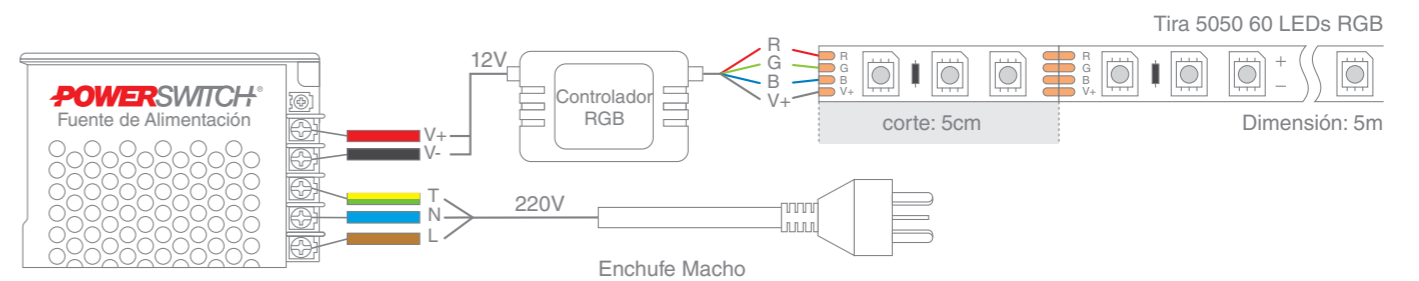 Tira 5050 60 LEDs RGB
POWERSWITCH®
Fuente de Alimentación
V+
V-
T
N
L
12V
Controlador
RGB
R
G
B
V+
R
G
B
V+
R
G
B
V+
+
−
corte: 5cm
Dimensión: 5m
220V
Enchufe Macho